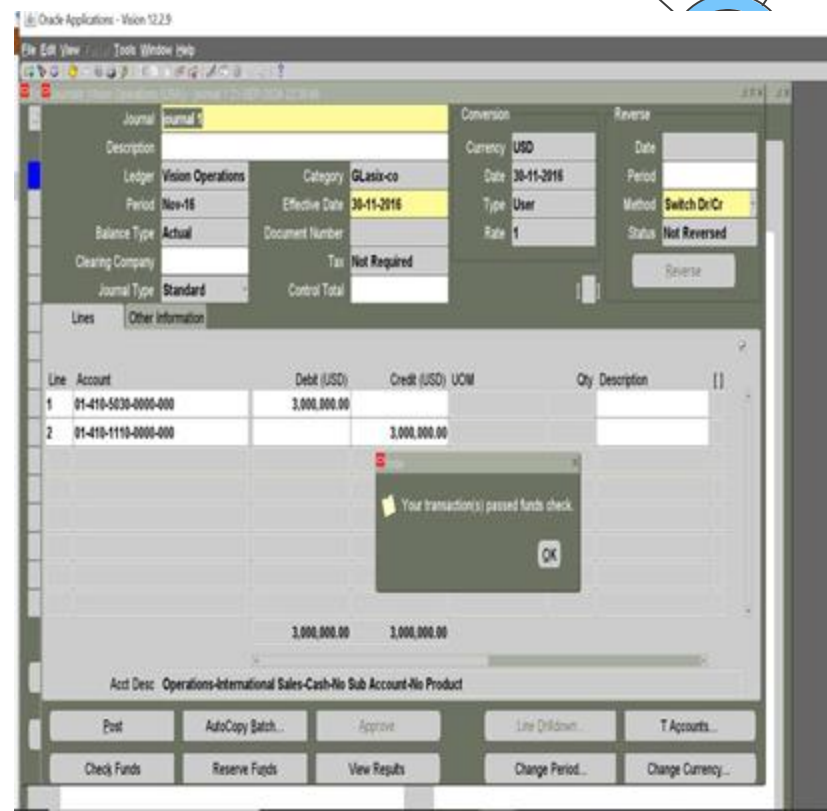 Oracle Applications - Vision 12.2.9
File Edit View Tools Window Help
Journal journal 1 Conversion Reverse
Description Currency USD Date
Ledger Vision Operations Category GLasix-co Date 30-11-2016 Period
Period Nov-16 Effective Date 30-11-2016 Type User Method Switch Dr/Cr
Balance Type Actual Document Number Rate 1 Status Not Reversed
Clearing Company Tax Not Required Reverse
Journal Type Standard Control Total [ ]
Lines Other Information
Line Account Debit (USD) Credit (USD) UOM Qty Description [ ]
1 01-410-5030-0000-000 3,000,000.00
2 01-410-1110-0000-000 3,000,000.00
Your transaction(s) passed funds check.
OK
3,000,000.00 3,000,000.00
Acct Desc Operations-International Sales-Cash-No Sub Account-No Product
Post AutoCopy Batch... Approve Line Drilldown... T Accounts...
Check Funds Reserve Funds View Results Change Period... Change Currency...